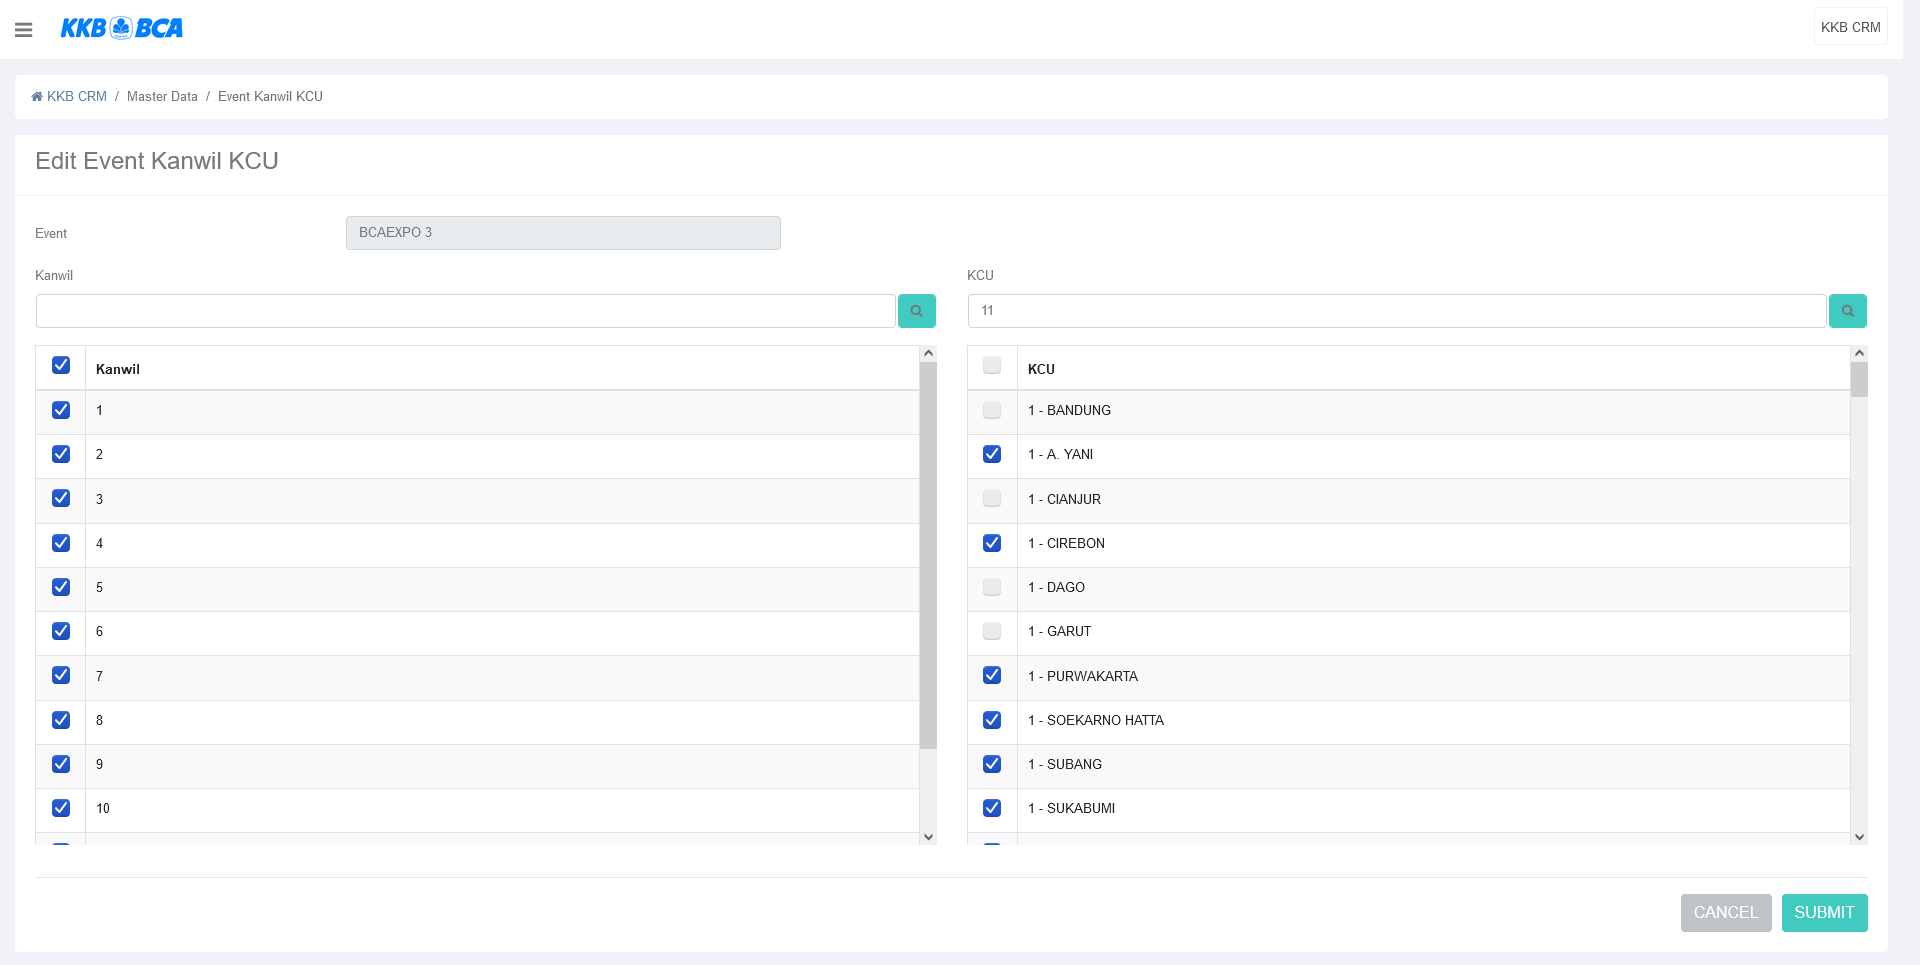 KKB BCA
KKB CRM
KKB CRM / Master Data / Event Kanwil KCU
Edit Event Kanwil KCU
Event
BCAEXPO 3
Kanwil
Kanwil
1
2
3
4
5
6
7
8
9
10
KCU
11
KCU
1 - BANDUNG
1 - A. YANI
1 - CIANJUR
1 - CIREBON
1 - DAGO
1 - GARUT
1 - PURWAKARTA
1 - SOEKARNO HATTA
1 - SUBANG
1 - SUKABUMI
CANCEL
SUBMIT